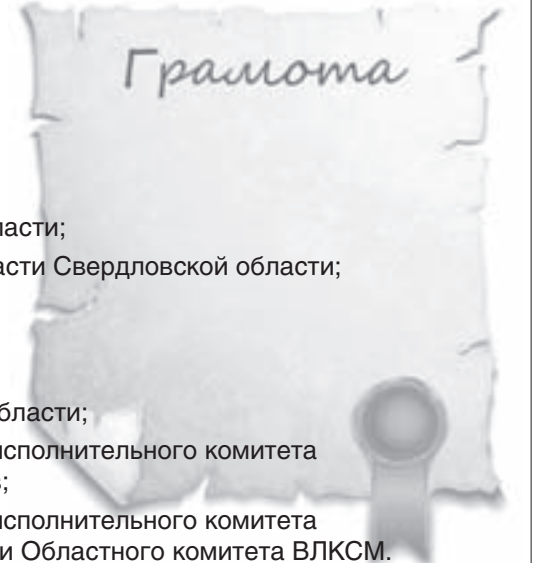 Грамота
ласти;
асти Свердловской области;
бласти;
исполнительного комитета
;
исполнительного комитета
и Областного комитета ВЛКСМ.